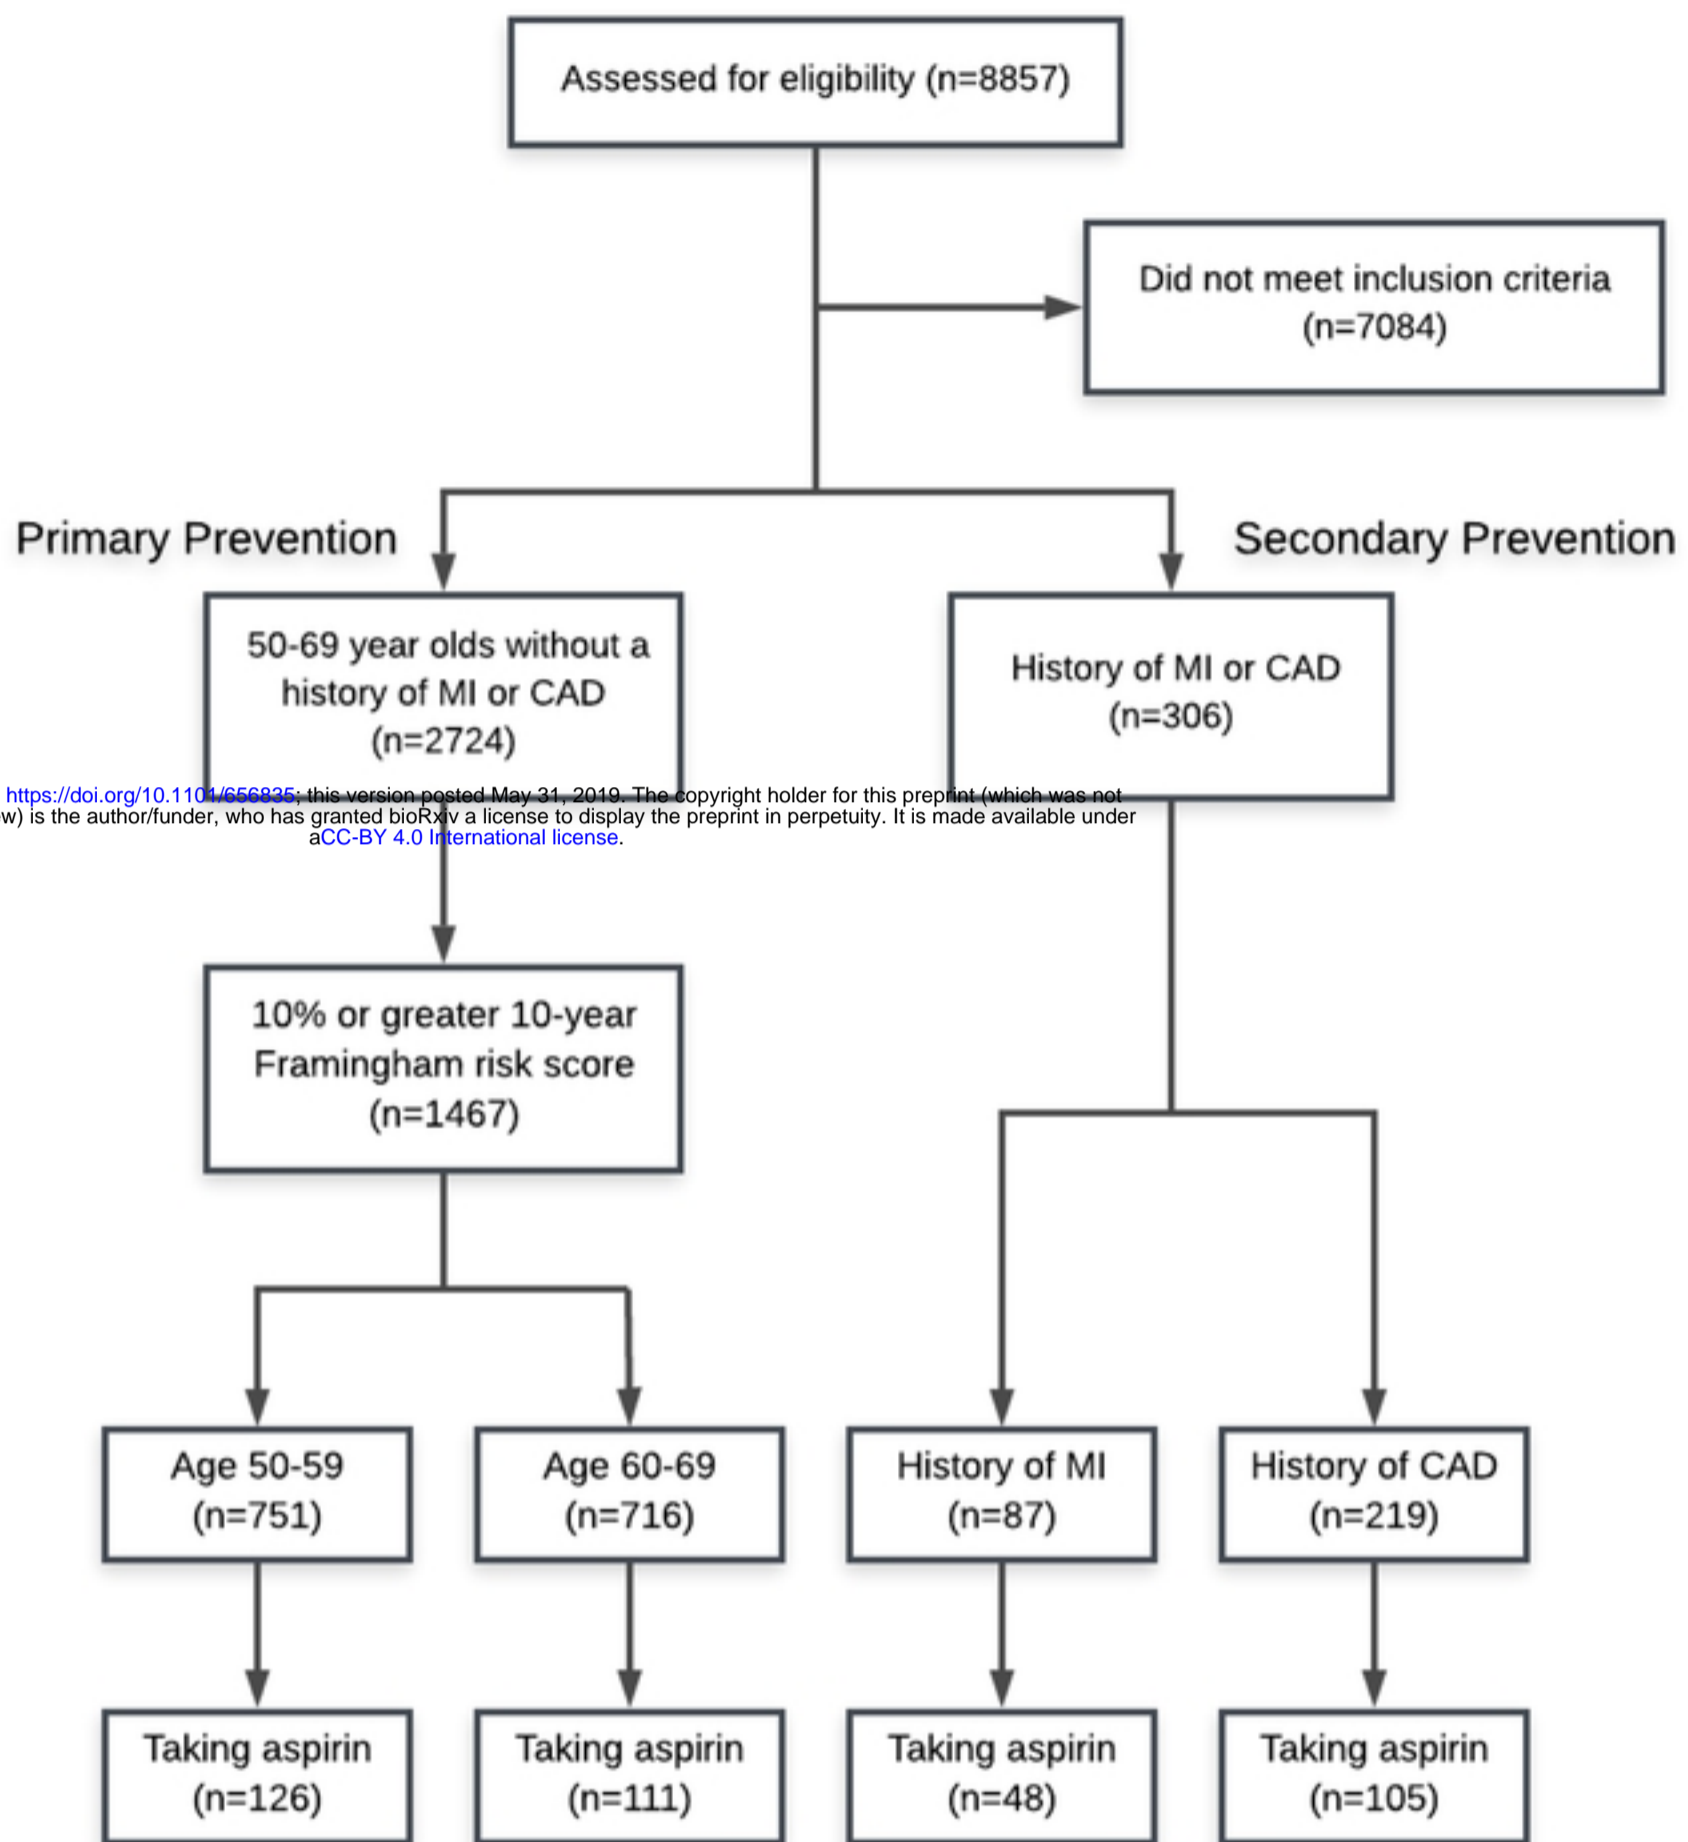 Assessed for eligibility (n=8857)
Did not meet inclusion criteria
(n=7084)
Primary Prevention
Secondary Prevention
50-69 year olds without a
history of MI or CAD
(n=2724)
History of MI or CAD
(n=306)
https://doi.org/10.1101/656835; this version posted May 31, 2019. The copyright holder for this preprint (which was not
w) is the author/funder, who has granted bioRxiv a license to display the preprint in perpetuity. It is made available under
aCC-BY 4.0 International license.
10% or greater 10-year
Framingham risk score
(n=1467)
Age 50-59
(n=751)
Age 60-69
(n=716)
History of MI
(n=87)
History of CAD
(n=219)
Taking aspirin
(n=126)
Taking aspirin
(n=111)
Taking aspirin
(n=48)
Taking aspirin
(n=105)